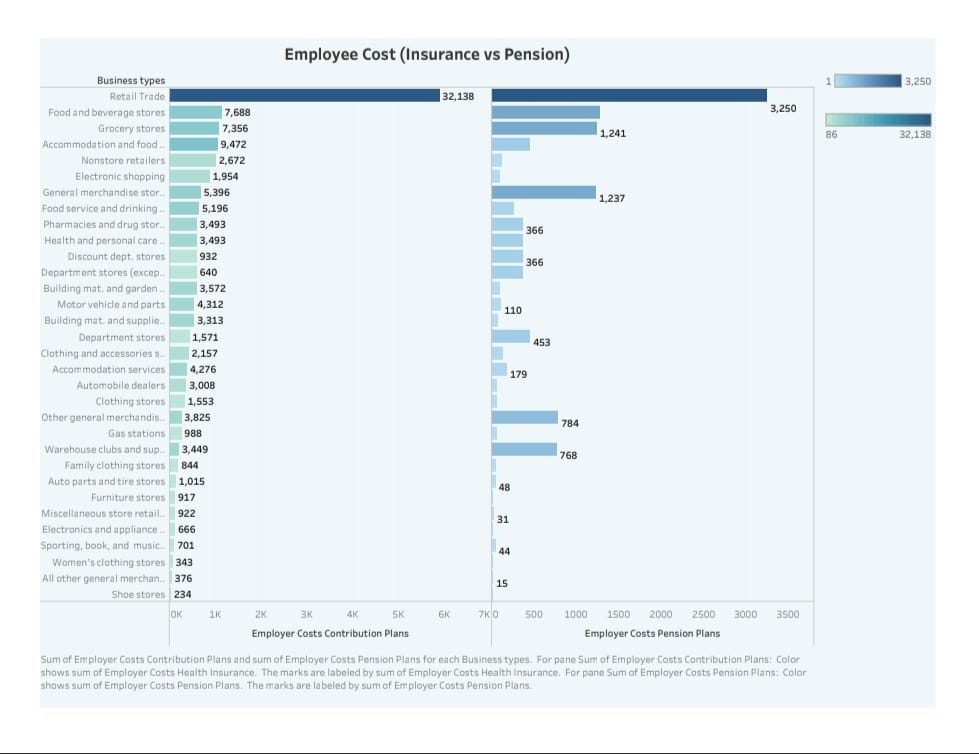 Employee Cost (Insurance vs Pension)
Business types
1 3,250
86 32,138
Retail Trade 32,138 3,250
Food and beverage stores 7,688
Grocery stores 7,356 1,241
Accommodation and food .. 9,472
Nonstore retailers 2,672
Electronic shopping 1,954
General merchandise stor.. 5,396 1,237
Food service and drinking .. 5,196
Pharmacies and drug stor.. 3,493 366
Health and personal care .. 3,493
Discount dept. stores 932 366
Department stores (excep.. 640
Building mat. and garden .. 3,572
Motor vehicle and parts 4,312 110
Building mat. and supplie.. 3,313
Department stores 1,571 453
Clothing and accessories s.. 2,157
Accommodation services 4,276 179
Automobile dealers 3,008
Clothing stores 1,553
Other general merchandis.. 3,825 784
Gas stations 988
Warehouse clubs and sup.. 3,449 768
Family clothing stores 844
Auto parts and tire stores 1,015 48
Furniture stores 917
Miscellaneous store retail.. 922 31
Electronics and appliance .. 666
Sporting, book, and music.. 701 44
Women's clothing stores 343
All other general merchan.. 376 15
Shoe stores 234
0K 1K 2K 3K 4K 5K 6K 7K 0 500 1000 1500 2000 2500 3000 3500
Employer Costs Contribution Plans Employer Costs Pension Plans
Sum of Employer Costs Contribution Plans and sum of Employer Costs Pension Plans for each Business types. For pane Sum of Employer Costs Contribution Plans: Color
shows sum of Employer Costs Health Insurance. The marks are labeled by sum of Employer Costs Health Insurance. For pane Sum of Employer Costs Pension Plans: Color
shows sum of Employer Costs Pension Plans. The marks are labeled by sum of Employer Costs Pension Plans.